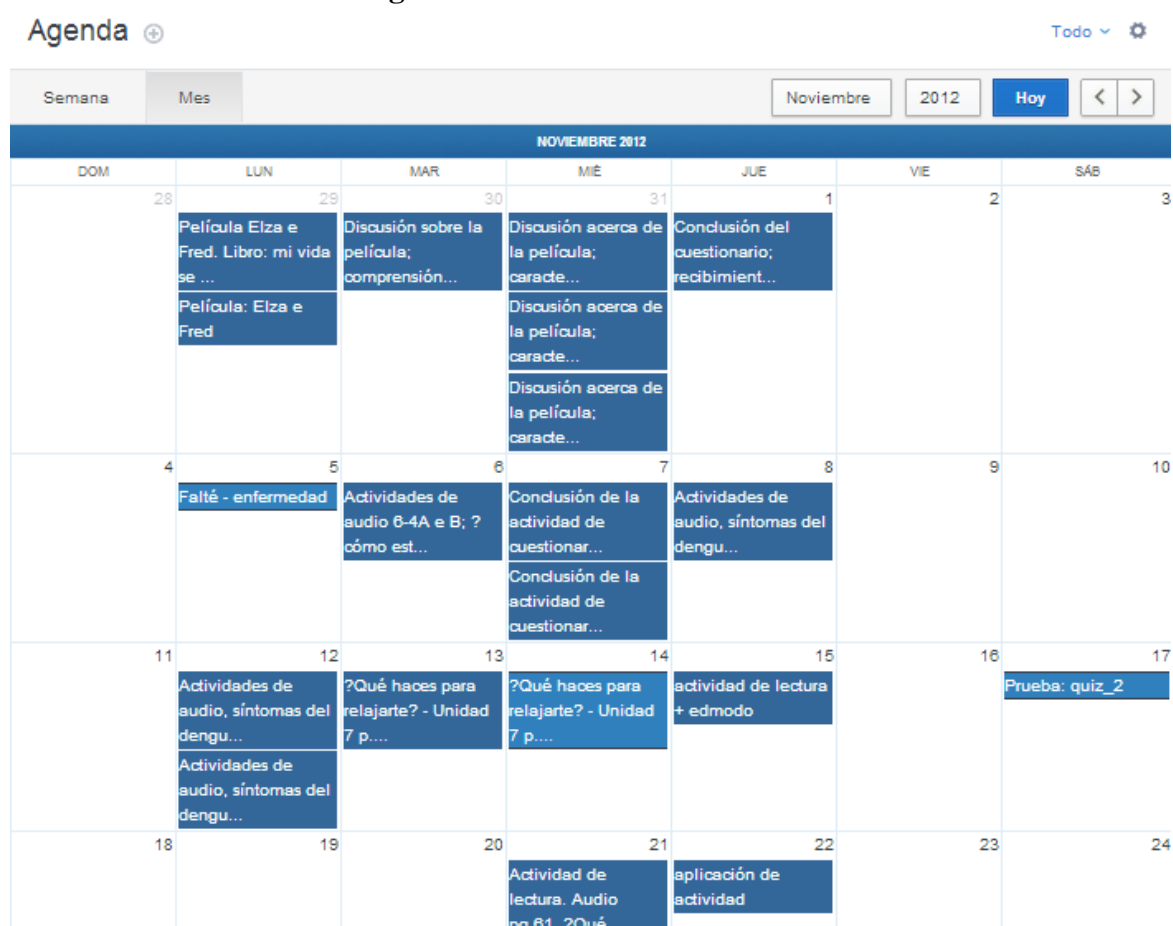 Agenda
Todo
Semana Mes Noviembre 2012 Hoy < >
NOVIEMBRE 2012
DOM LUN MAR MIÉ JUE VIE SÁB
28 29 30 31 1 2 3
Película Elza e
Fred. Libro: mi vida
se ...
Película: Elza e
Fred
Discusión sobre la
película;
comprensión...
Discusión acerca de
la película;
caracte...
Discusión acerca de
la película;
caracte...
Discusión acerca de
la película;
caracte...
Conclusión del
cuestionario;
recibimient...
4 5 6 7 8 9 10
Falté - enfermedad
Actividades de
audio 6-4A e B; ?
cómo est...
Conclusión de la
actividad de
cuestionar...
Conclusión de la
actividad de
cuestionar...
Actividades de
audio, síntomas del
dengu...
11 12 13 14 15 16 17
Actividades de
audio, síntomas del
dengu...
Actividades de
audio, síntomas del
dengu...
?Qué haces para
relajarte? - Unidad
7 p....
?Qué haces para
relajarte? - Unidad
7 p....
actividad de lectura
+ edmodo
Prueba: quiz_2
18 19 20 21 22 23 24
Actividad de
lectura. Audio
pg 61. ?Qué
aplicación de
actividad